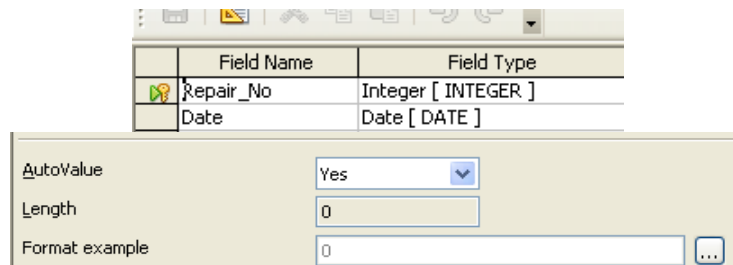 Field Name Field Type
Repair_No Integer [ INTEGER ]
Date Date [ DATE ]
AutoValue Yes
Length 0
Format example 0 ...